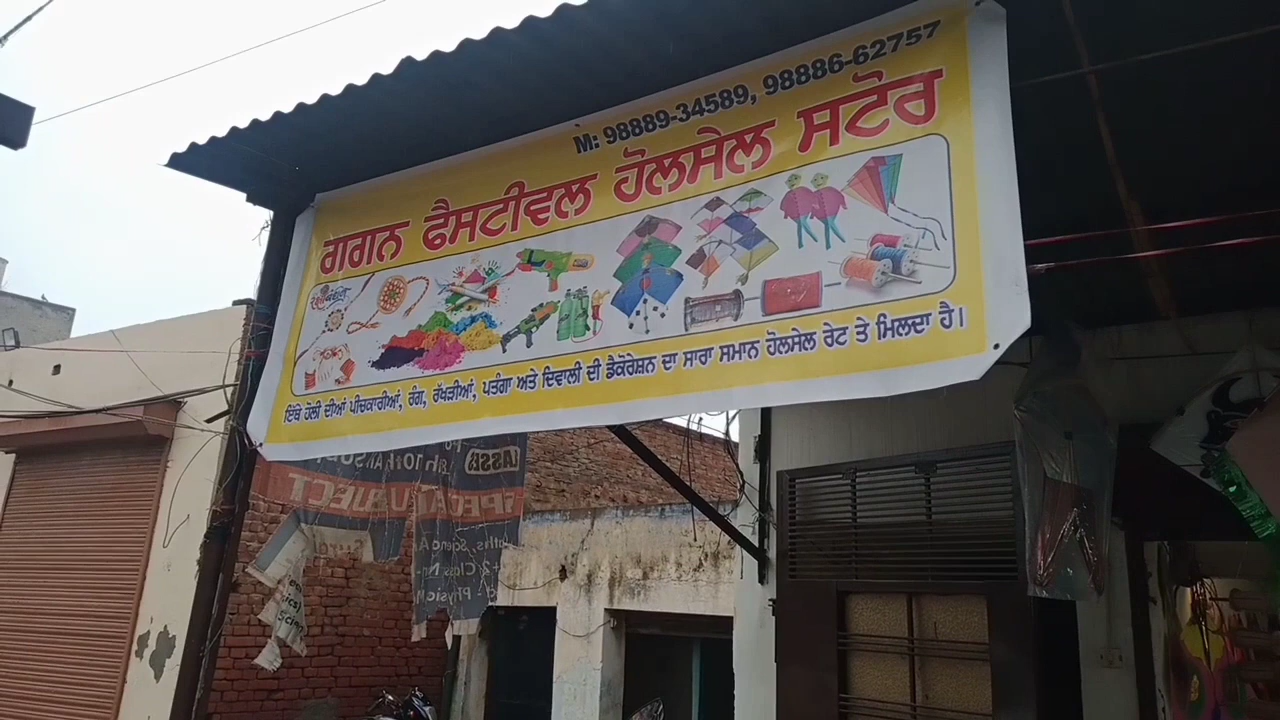 M: 98889-34589, 98886-62757
ਗਗਨ ਫੈਸਟੀਵਲ ਹੋਲਸੇਲ ਸਟੋਰ
ਇੱਥੇ ਹੋਲੀ ਦੀਆਂ ਪੀਚਕਾਰੀਆਂ, ਰੰਗ, ਰੱਖੜੀਆਂ, ਪਤੰਗਾ ਅਤੇ ਦਿਵਾਲੀ ਦੀ ਡੈਕੋਰੇਸ਼ਨ ਦਾ ਸਾਰਾ ਸਮਾਨ ਹੋਲਸੇਲ ਰੇਟ ਤੇ ਮਿਲਦਾ ਹੈ।